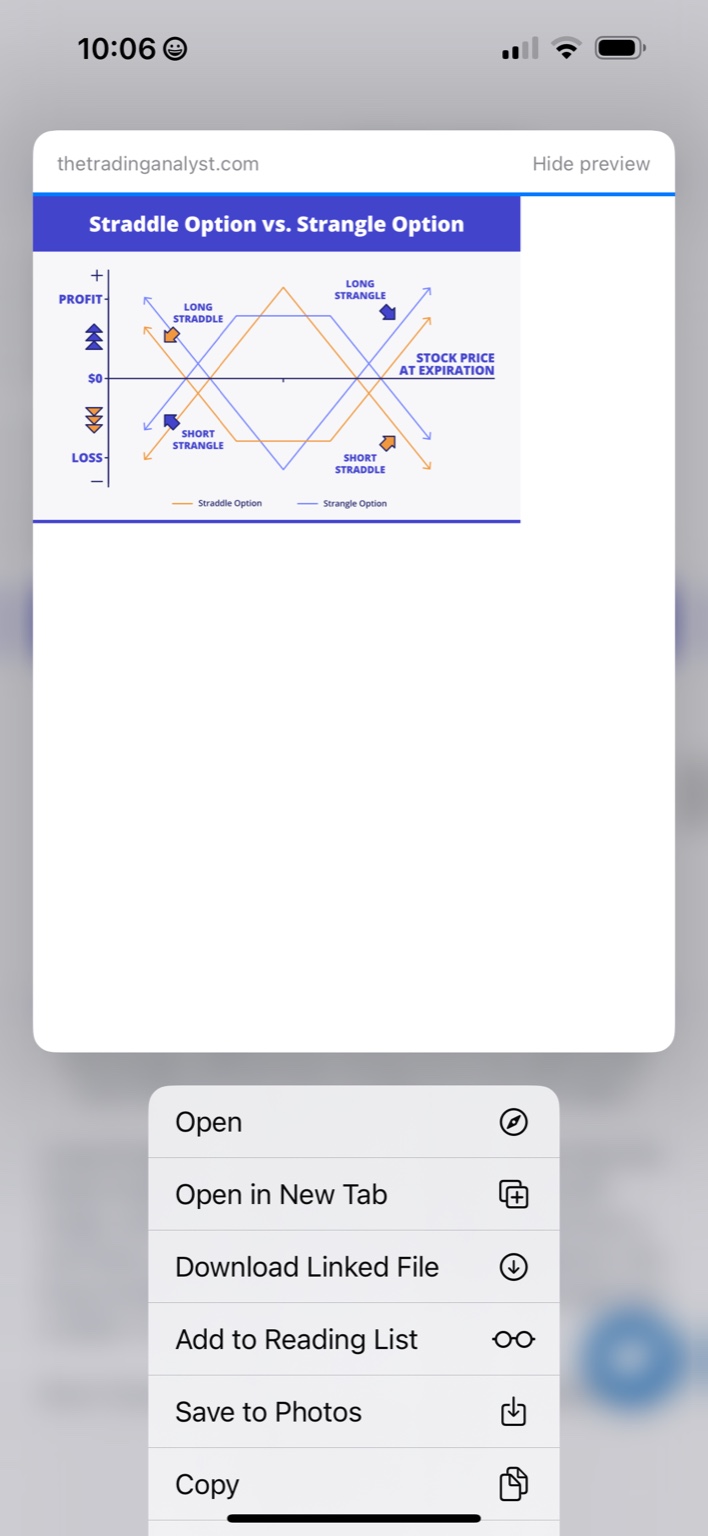 10:06
thetradinganalyst.com Hide preview
Straddle Option vs. Strangle Option
+
PROFIT
LONG
STRADDLE
LONG
STRANGLE
STOCK PRICE
AT EXPIRATION
$0
SHORT
STRANGLE
SHORT
STRADDLE
LOSS
−
Straddle Option Strangle Option
Open
Open in New Tab
Download Linked File
Add to Reading List
Save to Photos
Copy